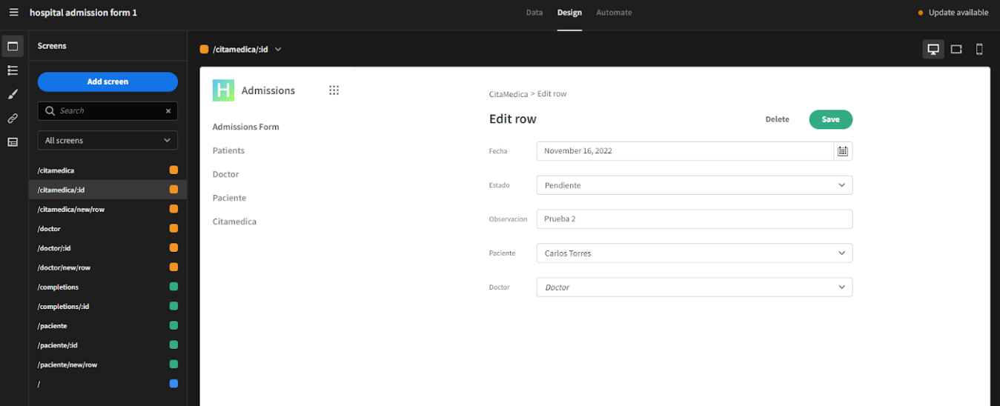 hospital admission form 1
Data Design Automate
Update available
Screens
Add screen
Search
All screens
/citamedica
/citamedica/:id
/citamedica/new/row
/doctor
/doctor/:id
/doctor/new/row
/completions
/completions/:id
/paciente
/paciente/:id
/paciente/new/row
/
/citamedica/:id
H Admissions
Admissions Form
Patients
Doctor
Paciente
Citamedica
CitaMedica > Edit row
Edit row
Delete
Save
Fecha November 16, 2022
Estado Pendiente
Observacion Prueba 2
Paciente Carlos Torres
Doctor Doctor